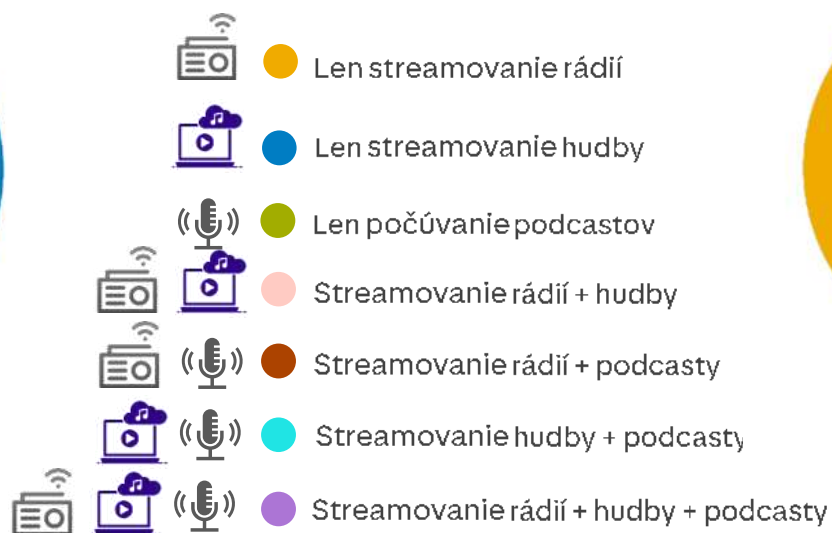 Len streamovanie rádií
Len streamovanie hudby
Len počúvanie podcastov
Streamovanie rádií + hudby
Streamovanie rádií + podcasty
Streamovanie hudby + podcasty
Streamovanie rádií + hudby + podcasty